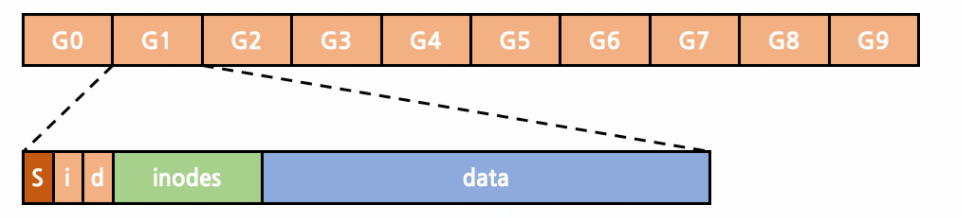 G0 G1 G2 G3 G4 G5 G6 G7 G8 G9
S i d inodes data